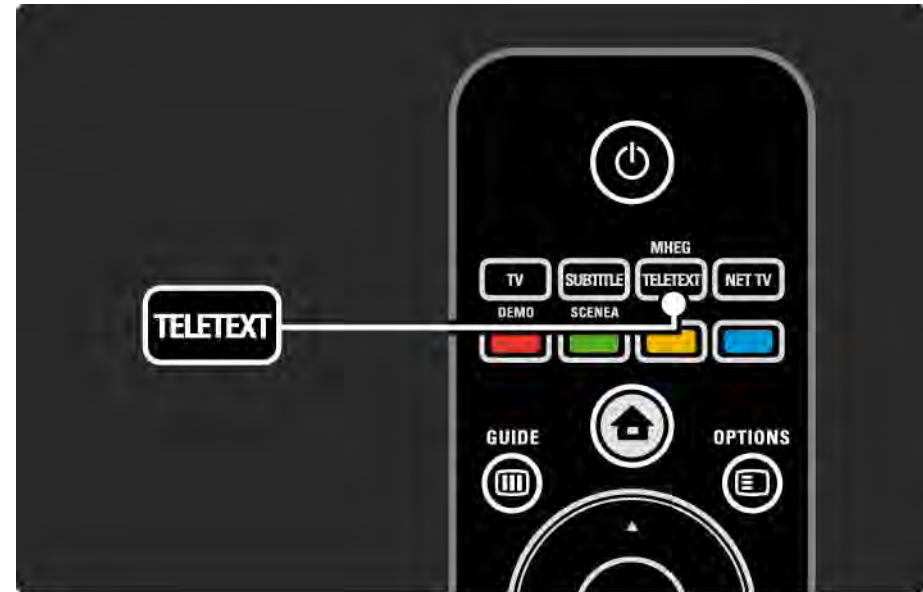 MHEG
TV SUBTITLE TELETEXT NET TV
DEMO SCENEA
TELETEXT
GUIDE OPTIONS